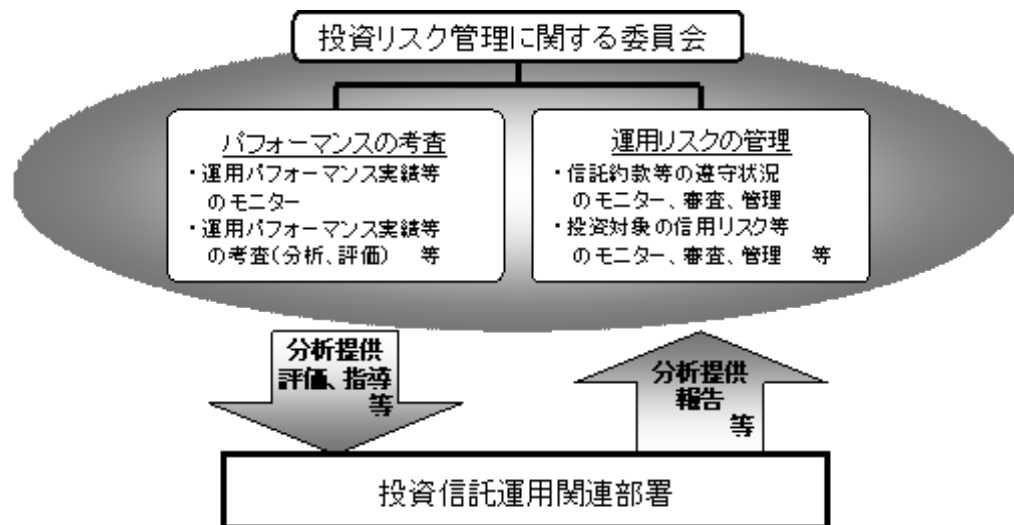 投資リスク管理に関する委員会
パフォーマンスの考査
・運用パフォーマンス実績等
のモニター
・運用パフォーマンス実績等
の考査(分析、評価) 等
運用リスクの管理
・信託約款等の遵守状況
のモニター、審査、管理
・投資対象の信用リスク等
のモニター、審査、管理 等
分析提供
評価、指導
等
分析提供
報告
等
投資信託運用関連部署